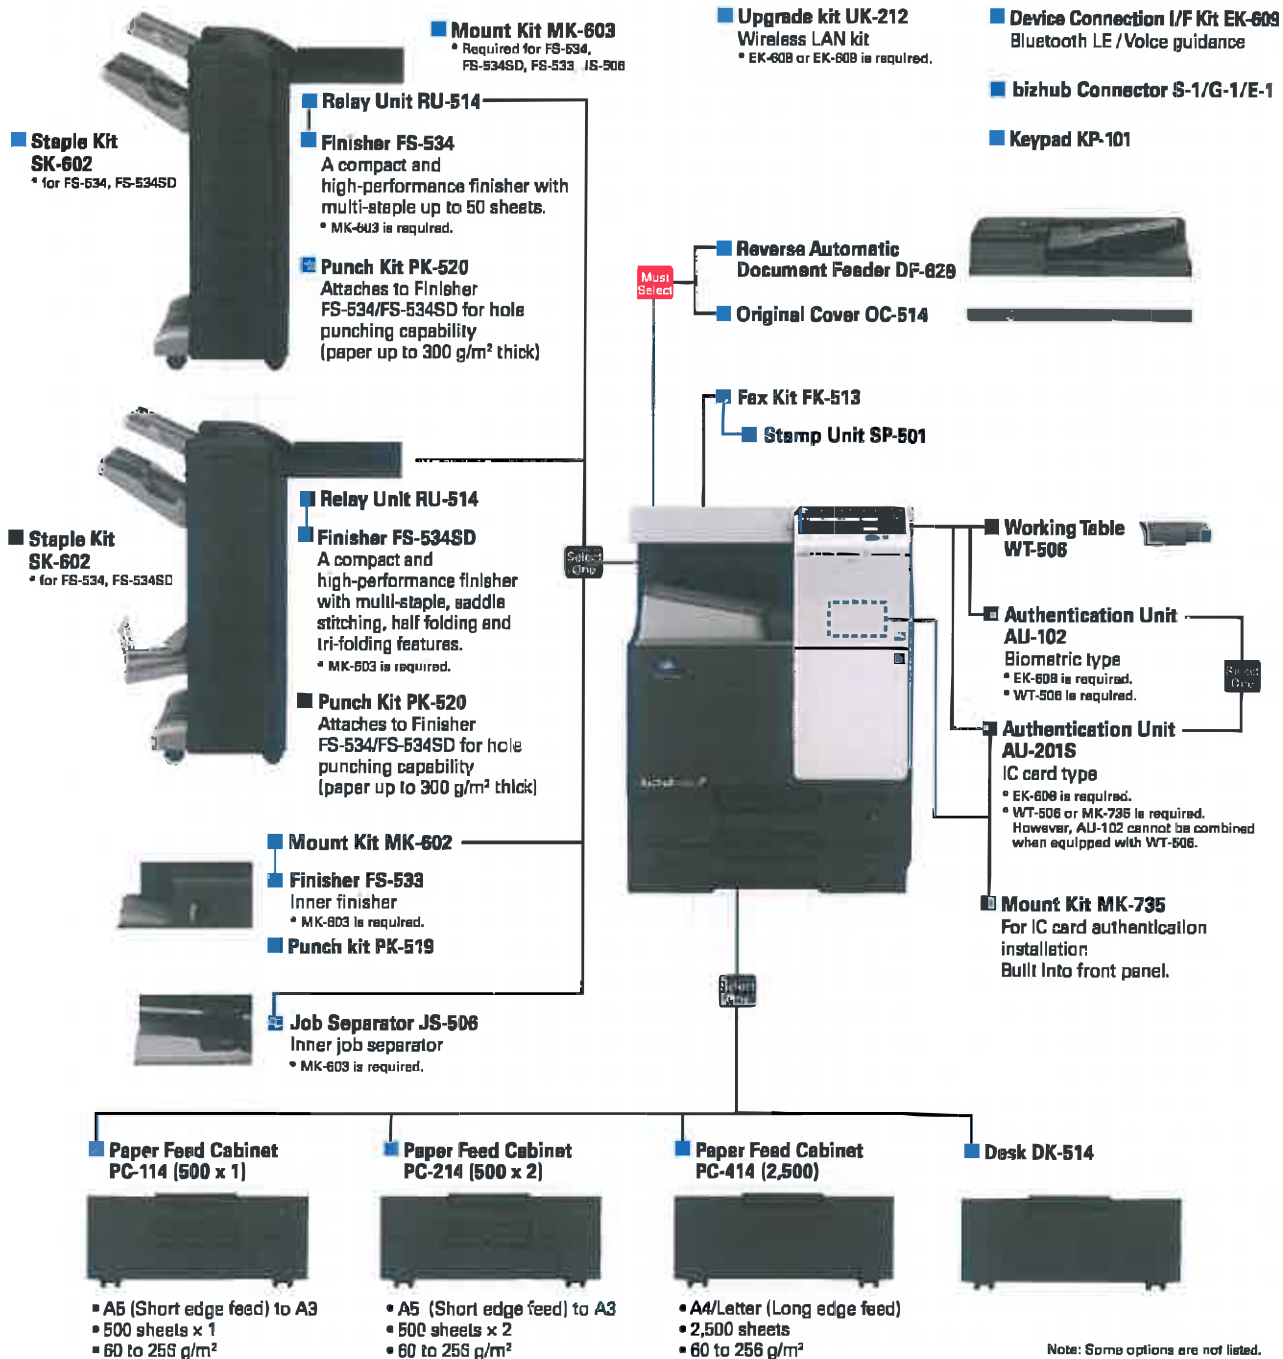 Mount Kit MK-603
* Required for FS-534,
FS-534SD, FS-533, JS-506
Upgrade kit UK-212
Wireless LAN kit
* EK-608 or EK-609 is required.
Device Connection I/F Kit EK-609
Bluetooth LE / Voice guidance
bizhub Connector S-1/G-1/E-1
Keypad KP-101
Staple Kit
SK-602
* for FS-534, FS-534SD
Relay Unit RU-514
Finisher FS-534
A compact and
high-performance finisher with
multi-staple up to 50 sheets.
* MK-603 is required.
Punch Kit PK-520
Attaches to Finisher
FS-534/FS-534SD for hole
punching capability
(paper up to 300 g/m² thick)
Must
Select
Reverse Automatic
Document Feeder DF-628
Original Cover OC-514
Fax Kit FK-513
Stamp Unit SP-501
Staple Kit
SK-602
* for FS-534, FS-534SD
Relay Unit RU-514
Finisher FS-534SD
A compact and
high-performance finisher
with multi-staple, saddle
stitching, half folding and
tri-folding features.
* MK-603 is required.
Punch Kit PK-520
Attaches to Finisher
FS-534/FS-534SD for hole
punching capability
(paper up to 300 g/m² thick)
Select
One
Working Table
WT-506
Authentication Unit
AU-102
Biometric type
* EK-608 is required.
* WT-506 is required.
Select
One
Authentication Unit
AU-201S
IC card type
* EK-608 is required.
* WT-506 or MK-735 is required.
However, AU-102 cannot be combined
when equipped with WT-506.
Mount Kit MK-735
For IC card authentication
installation
Built into front panel.
Mount Kit MK-602
Finisher FS-533
Inner finisher
* MK-603 is required.
Punch kit PK-519
Job Separator JS-506
Inner job separator
* MK-603 is required.
Paper Feed Cabinet
PC-114 (500 x 1)
• A5 (Short edge feed) to A3
• 500 sheets x 1
• 60 to 256 g/m²
Paper Feed Cabinet
PC-214 (500 x 2)
• A5 (Short edge feed) to A3
• 500 sheets x 2
• 60 to 256 g/m²
Paper Feed Cabinet
PC-414 (2,500)
• A4/Letter (Long edge feed)
• 2,500 sheets
• 60 to 256 g/m²
Desk DK-514
Note: Some options are not listed.